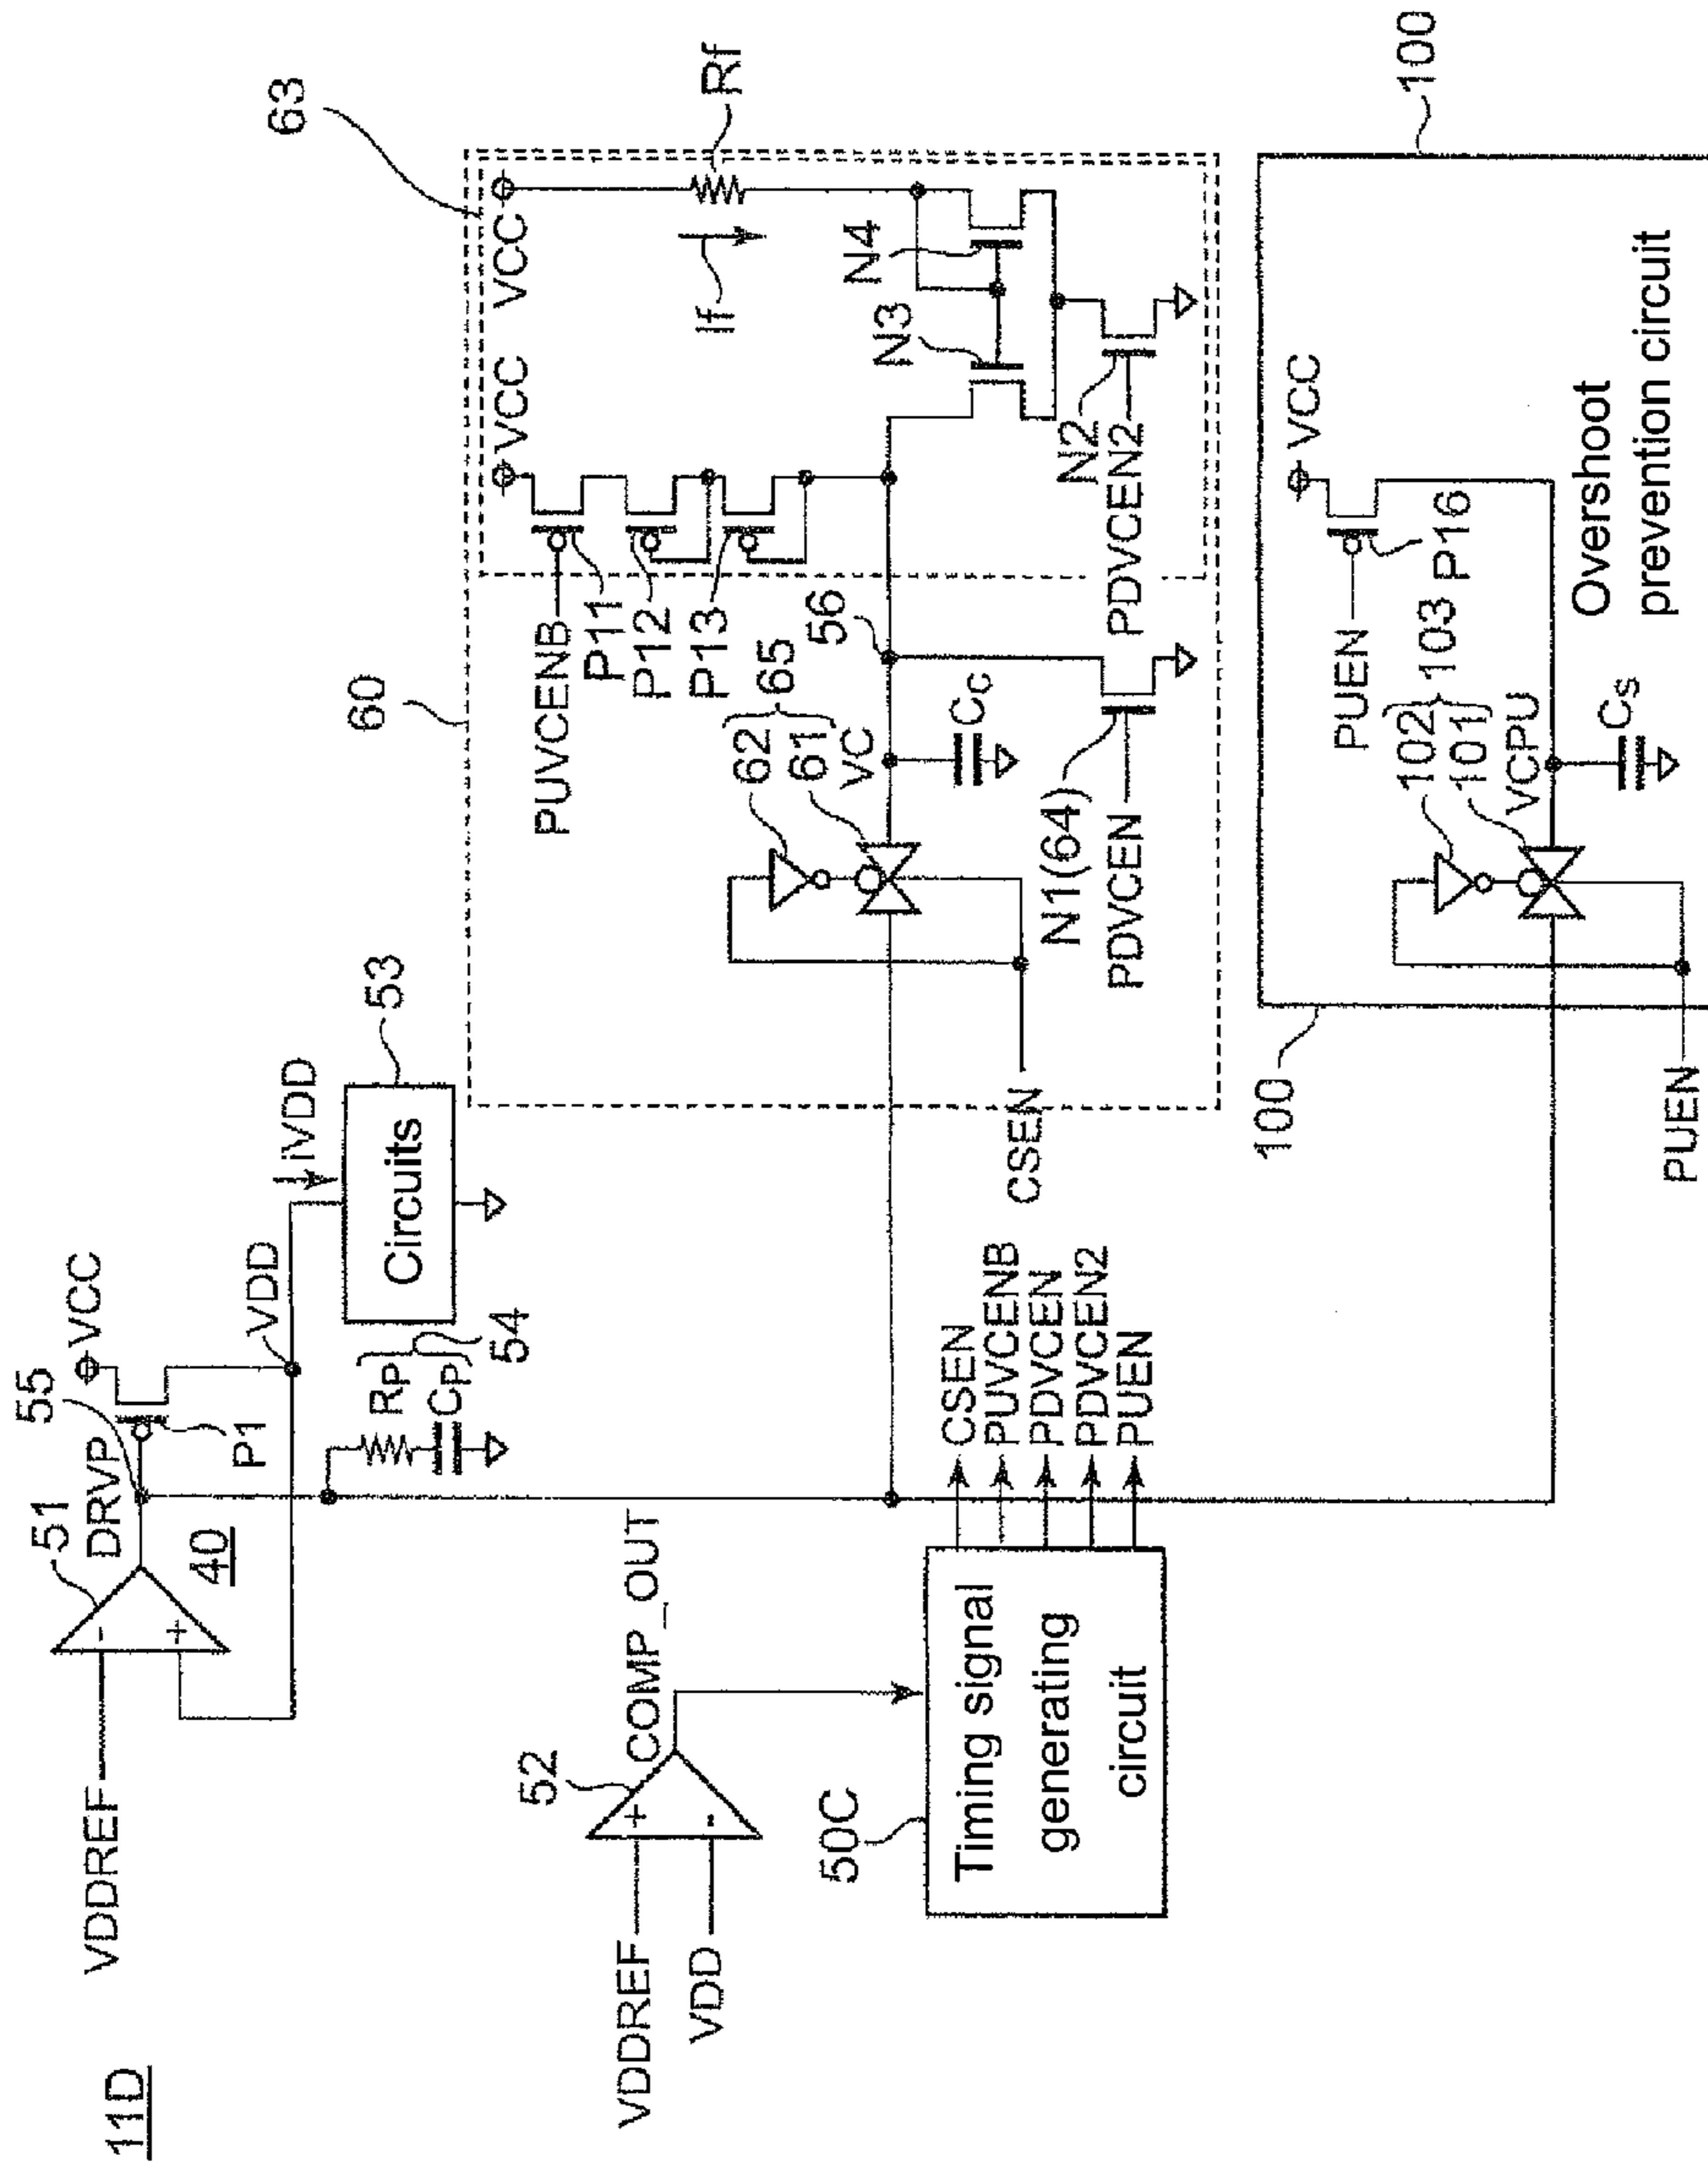 11D
VDDREF
51
DRVP
55
VCC
40
P1
VDD
iVDD
53
Circuits
RP
CP
54
VDDREF
VDD
52
COMP_OUT
50C
Timing signal
generating
circuit
CSEN
PUVCENB
PDVCEN
PDVCEN2
PUEN
60
63
VCC
VCC
Rf
If
PUVCENB
P11
P12
P13
N3
N4
62
61
65
VC
56
CC
N1(64)
PDVCEN
N2
PDVCEN2
CSEN
100
100
VCC
PUEN
P16
102
101
103
VCPU
CS
PUEN
Overshoot
prevention circuit